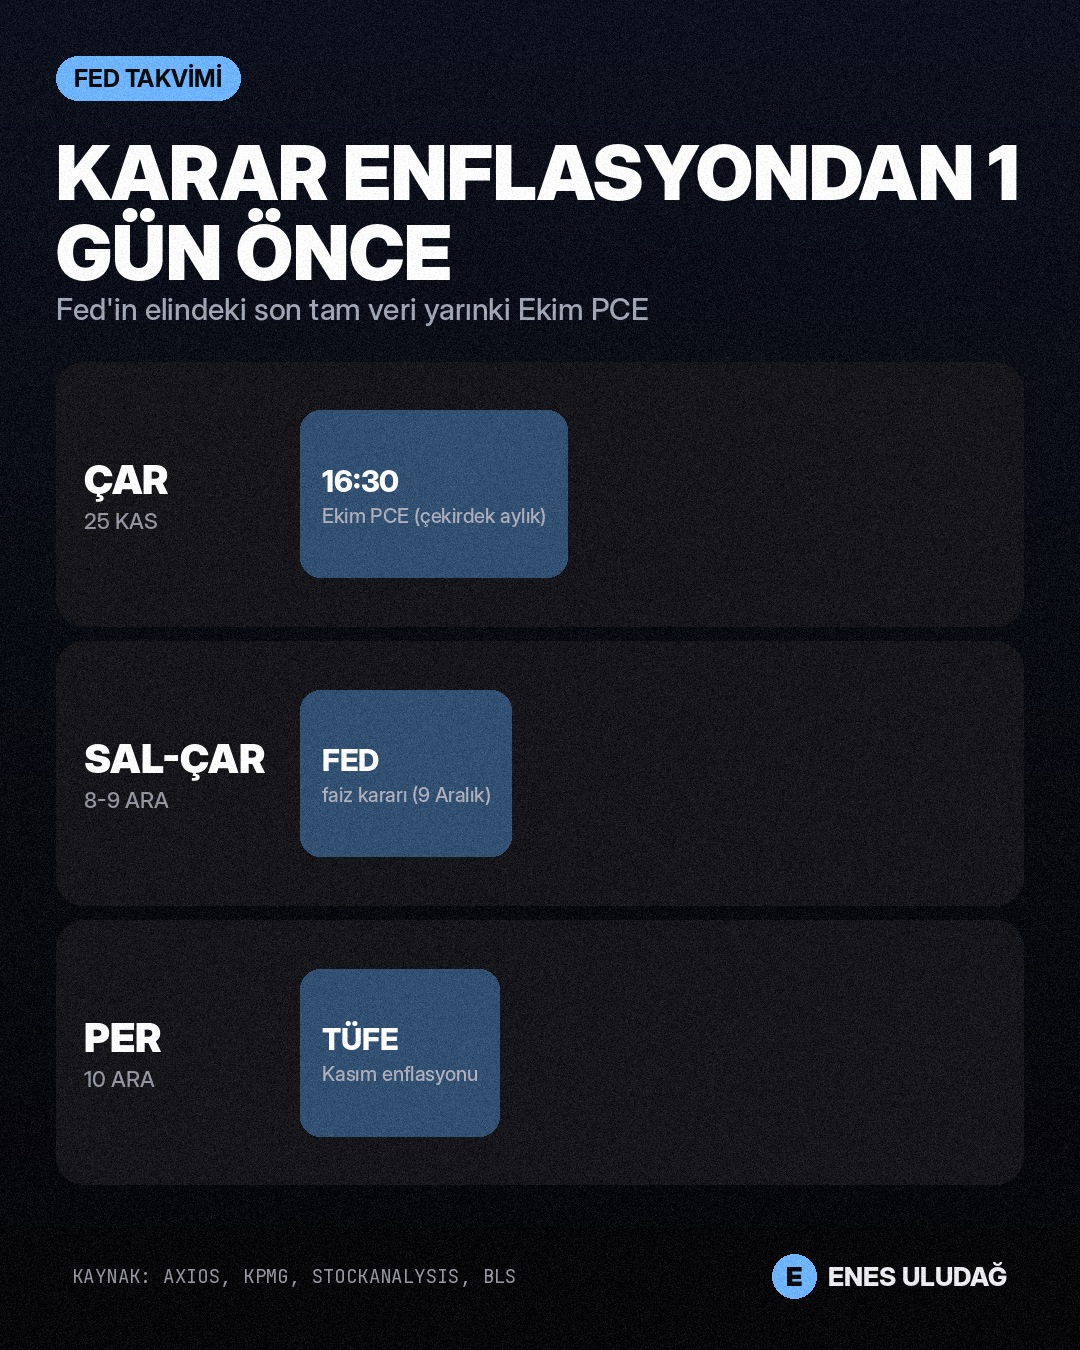 FED TAKVİMİ
KARAR ENFLASYONDAN 1
GÜN ÖNCE
Fed'in elindeki son tam veri yarınki Ekim PCE
ÇAR
25 KAS
16:30
Ekim PCE (çekirdek aylık)
SAL-ÇAR
8-9 ARA
FED
faiz kararı (9 Aralık)
PER
10 ARA
TÜFE
Kasım enflasyonu
KAYNAK: AXIOS, KPMG, STOCKANALYSIS, BLS
E ENES ULUDAĞ